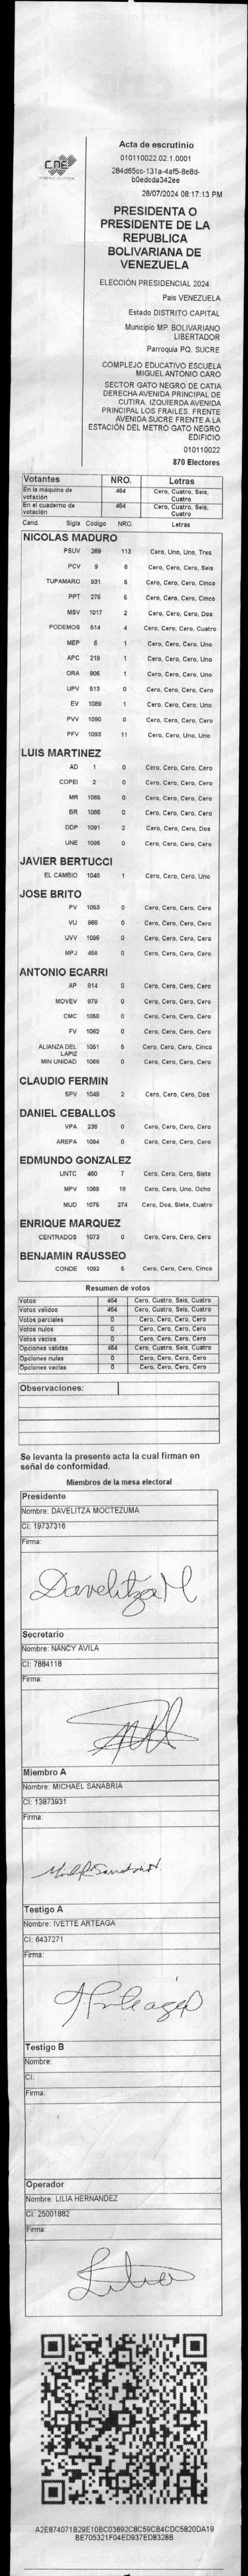 CNE
Acta de escrutinio
010110022.02.1.0001
284d65cc-131a-4af5-8e8d-
b0edcda342ee
28/07/2024 08:17:13 PM
PRESIDENTA O
PRESIDENTE DE LA
REPUBLICA
BOLIVARIANA DE
VENEZUELA
ELECCIÓN PRESIDENCIAL 2024
Pais VENEZUELA
Estado DISTRITO CAPITAL
Municipio MP. BOLIVARIANO
LIBERTADOR
Parroquia PQ. SUCRE
COMPLEJO EDUCATIVO ESCUELA
MIGUEL ANTONIO CARO
SECTOR GATO NEGRO DE CATIA
DERECHA AVENIDA PRINCIPAL DE
CUTIRA. IZQUIERDA AVENIDA
PRINCIPAL LOS FRAILES. FRENTE
AVENIDA SUCRE FRENTE A LA
ESTACIÓN DEL METRO GATO NEGRO
EDIFICIO
010110022
870 Electores
Votantes NRO. Letras
En la máquina de votación 464 Cero, Cuatro, Seis, Cuatro
En el cuaderno de votación 464 Cero, Cuatro, Seis, Cuatro
Cand. Sigla Código NRO. Letras
NICOLAS MADURO
PSUV 269 113 Cero, Uno, Uno, Tres
PCV 9 6 Cero, Cero, Cero, Seis
TUPAMARO 931 5 Cero, Cero, Cero, Cinco
PPT 276 5 Cero, Cero, Cero, Cinco
MSV 1017 2 Cero, Cero, Cero, Dos
PODEMOS 514 4 Cero, Cero, Cero, Cuatro
MEP 6 1 Cero, Cero, Cero, Uno
APC 219 1 Cero, Cero, Cero, Uno
ORA 906 1 Cero, Cero, Cero, Uno
UPV 513 0 Cero, Cero, Cero, Cero
EV 1089 1 Cero, Cero, Cero, Uno
PVV 1090 0 Cero, Cero, Cero, Cero
PFV 1093 11 Cero, Cero, Uno, Uno
LUIS MARTINEZ
AD 1 0 Cero, Cero, Cero, Cero
COPEI 2 0 Cero, Cero, Cero, Cero
MR 1065 0 Cero, Cero, Cero, Cero
BR 1066 0 Cero, Cero, Cero, Cero
DDP 1091 2 Cero, Cero, Cero, Dos
UNE 1095 0 Cero, Cero, Cero, Cero
JAVIER BERTUCCI
EL CAMBIO 1048 1 Cero, Cero, Cero, Uno
JOSE BRITO
PV 1053 0 Cero, Cero, Cero, Cero
VU 969 0 Cero, Cero, Cero, Cero
UVV 1096 0 Cero, Cero, Cero, Cero
MPJ 458 0 Cero, Cero, Cero, Cero
ANTONIO ECARRI
AP 914 0 Cero, Cero, Cero, Cero
MOVEV 979 0 Cero, Cero, Cero, Cero
CMC 1050 0 Cero, Cero, Cero, Cero
FV 1062 0 Cero, Cero, Cero, Cero
ALIANZA DEL LAPIZ 1051 5 Cero, Cero, Cero, Cinco
MIN UNIDAD 1068 0 Cero, Cero, Cero, Cero
CLAUDIO FERMIN
SPV 1049 2 Cero, Cero, Cero, Dos
DANIEL CEBALLOS
VPA 236 0 Cero, Cero, Cero, Cero
AREPA 1094 0 Cero, Cero, Cero, Cero
EDMUNDO GONZALEZ
UNTC 460 7 Cero, Cero, Cero, Siete
MPV 1069 18 Cero, Cero, Uno, Ocho
MUD 1075 274 Cero, Dos, Siete, Cuatro
ENRIQUE MARQUEZ
CENTRADOS 1073 0 Cero, Cero, Cero, Cero
BENJAMIN RAUSSEO
CONDE 1092 5 Cero, Cero, Cero, Cinco
Resumen de votos
Votos 464 Cero, Cuatro, Seis, Cuatro
Votos validos 464 Cero, Cuatro, Seis, Cuatro
Votos parciales 0 Cero, Cero, Cero, Cero
Votos nulos 0 Cero, Cero, Cero, Cero
Votos vacios 0 Cero, Cero, Cero, Cero
Opciones validas 464 Cero, Cuatro, Seis, Cuatro
Opciones nulas 0 Cero, Cero, Cero, Cero
Opciones vacias 0 Cero, Cero, Cero, Cero
Observaciones:
Se levanta la presente acta la cual firman en
señal de conformidad.
Miembros de la mesa electoral
Presidente
Nombre: DAVELITZA MOCTEZUMA
CI: 19737316
Firma:
Davelitza M
Secretario
Nombre: NANCY AVILA
CI: 7884118
Firma:
Miembro A
Nombre: MICHAEL SANABRIA
CI: 13873931
Firma:
Testigo A
Nombre: IVETTE ARTEAGA
CI: 6437271
Firma:
Testigo B
Nombre:
CI:
Firma:
Operador
Nombre: LILIA HERNANDEZ
CI: 25001882
Firma:
A2E874071B29E10BC03892C8C59CB4CDC5820DA19
BE705321F04ED937ED8328B